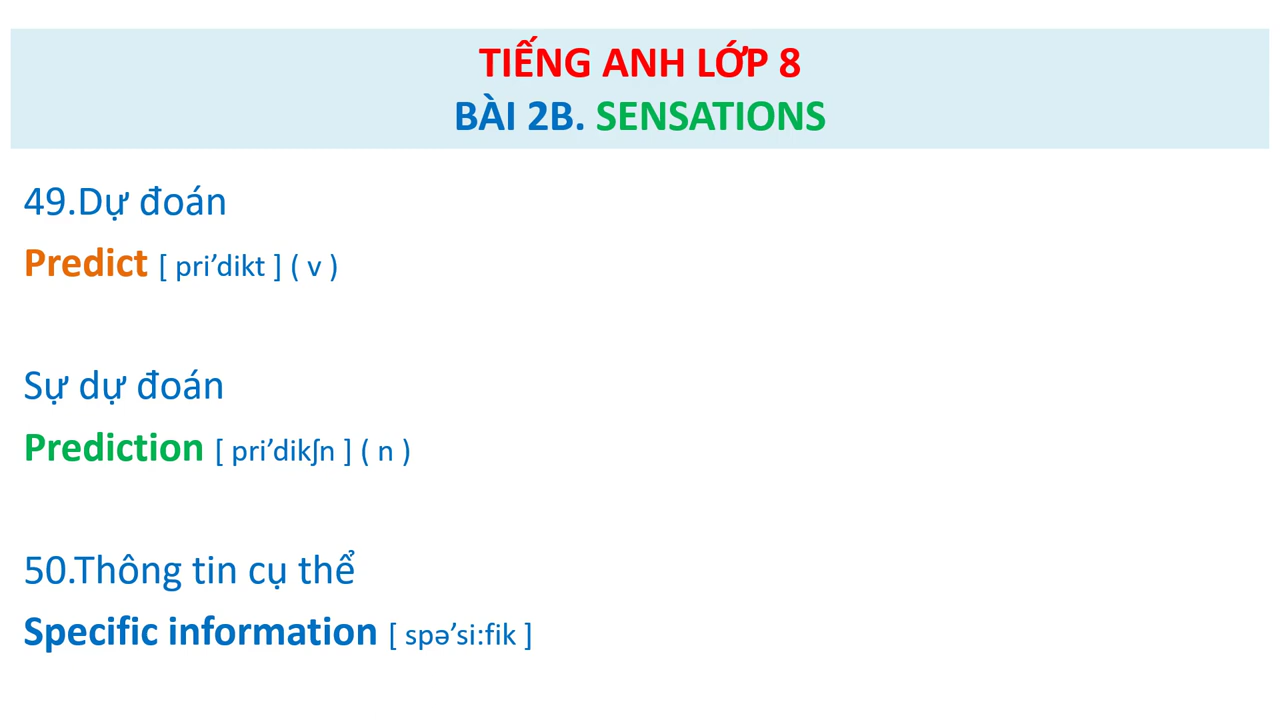 TIẾNG ANH LỚP 8
BÀI 2B. SENSATIONS
49.Dự đoán
Predict [ pri’dikt ] ( v )
Sự dự đoán
Prediction [ pri’dikʃn ] ( n )
50.Thông tin cụ thể
Specific information [ spə’si:fik ]